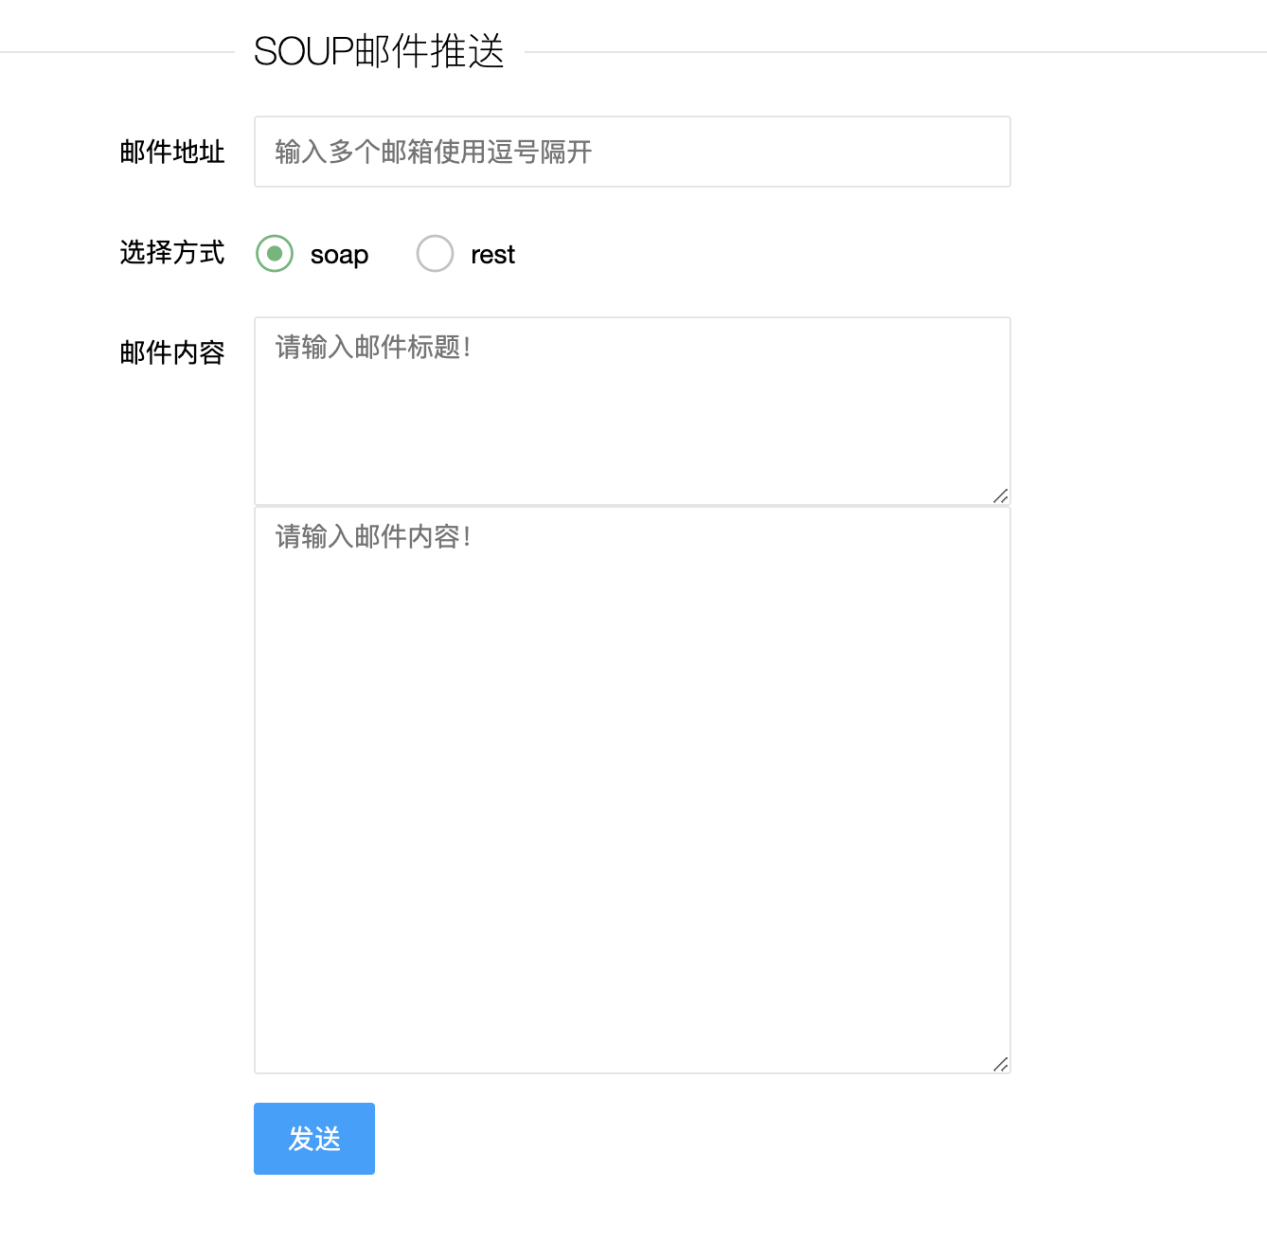 SOUP邮件推送
邮件地址 输入多个邮箱使用逗号隔开
选择方式 soap rest
邮件内容 请输入邮件标题！
请输入邮件内容！
发送